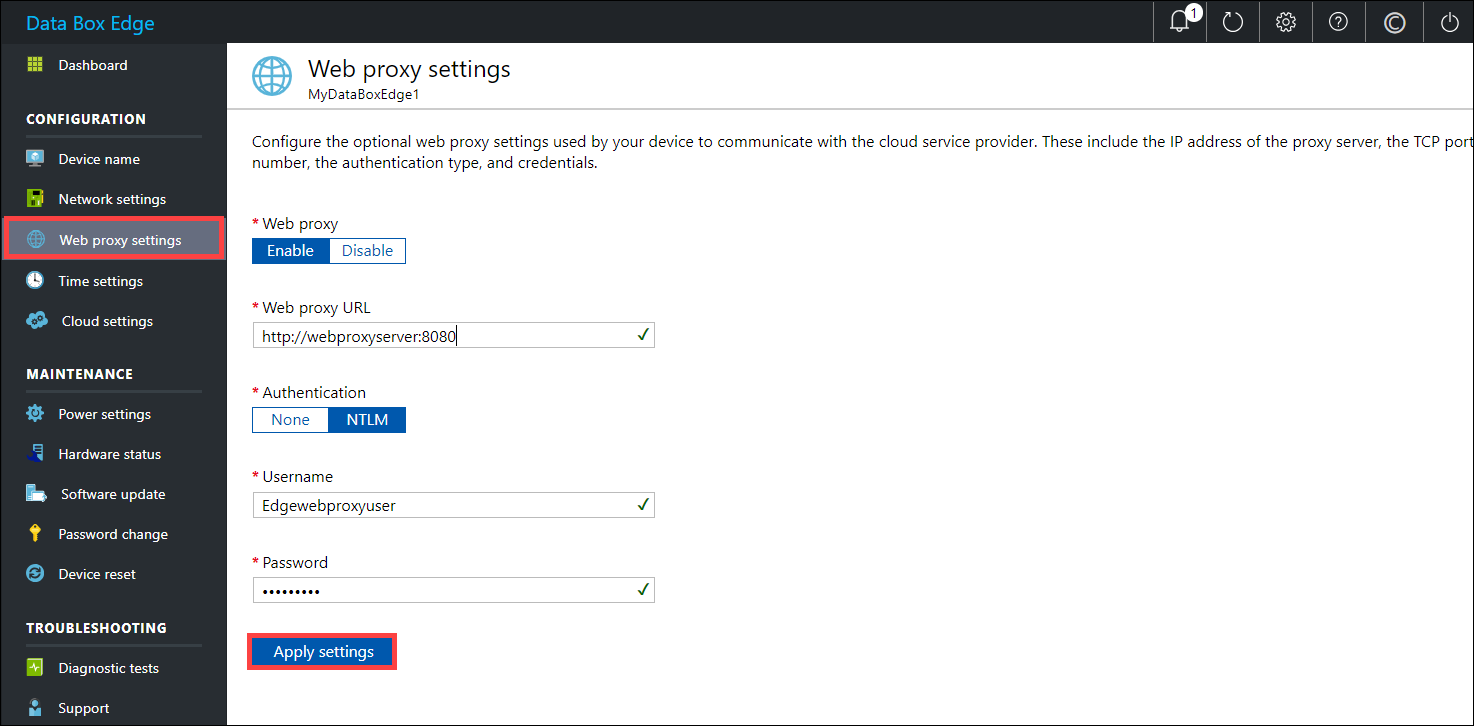 Data Box Edge
1
Dashboard
CONFIGURATION
Device name
Network settings
Web proxy settings
Time settings
Cloud settings
MAINTENANCE
Power settings
Hardware status
Software update
Password change
Device reset
TROUBLESHOOTING
Diagnostic tests
Support
Web proxy settings
MyDataBoxEdge1
Configure the optional web proxy settings used by your device to communicate with the cloud service provider. These include the IP address of the proxy server, the TCP port
number, the authentication type, and credentials.
* Web proxy
Enable Disable
* Web proxy URL
http://webproxyserver:8080
* Authentication
None NTLM
* Username
Edgewebproxyuser
* Password
•••••••••
Apply settings